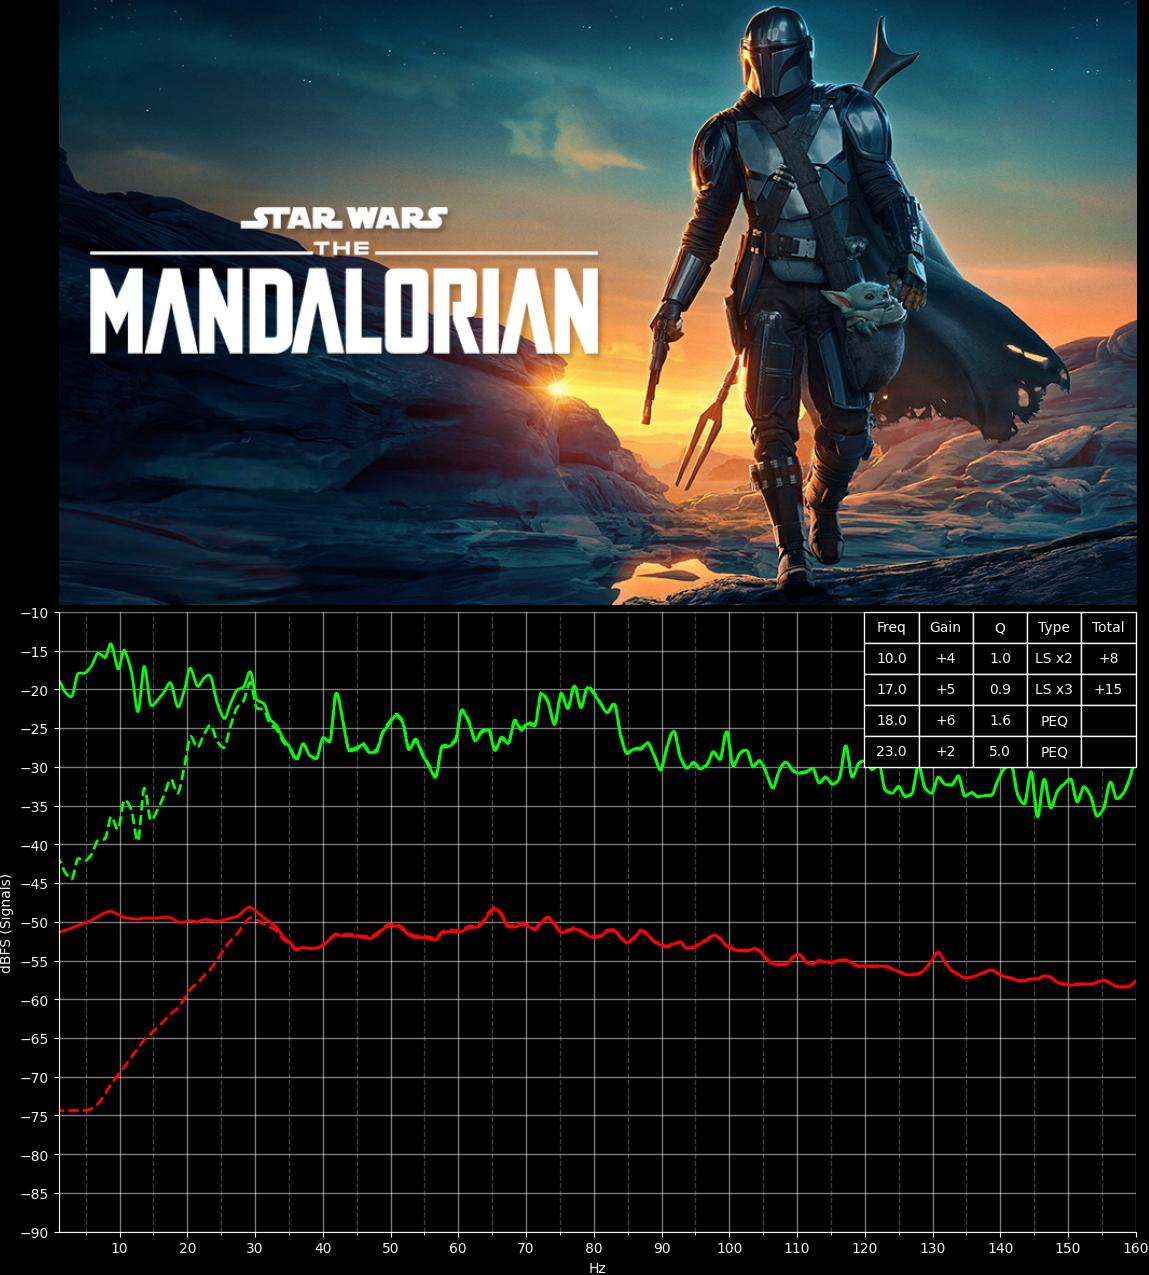 STAR WARS
THE
MANDALORIAN
Freq Gain Q Type Total
10.0 +4 1.0 LS x2 +8
17.0 +5 0.9 LS x3 +15
18.0 +6 1.6 PEQ
23.0 +2 5.0 PEQ
−10
−15
−20
−25
−30
−35
−40
−45
−50
−55
−60
−65
−70
−75
−80
−85
−90
dBFS (Signals)
10 20 30 40 50 60 70 80 90 100 110 120 130 140 150 160
Hz